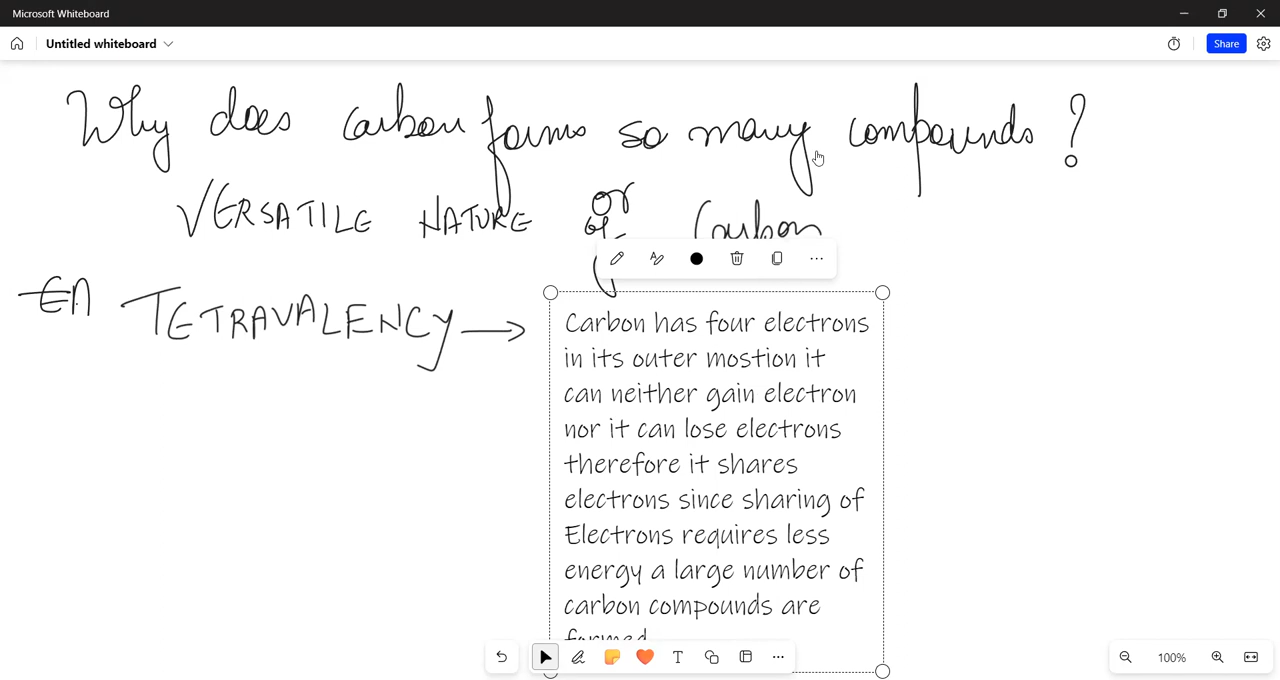 Microsoft Whiteboard
Untitled whiteboard
Share
Why does carbon forms so many compounds ?
or
VERSATILE NATURE of Carbon
TETRAVALENCY →
Carbon has four electrons
in its outer mostion it
can neither gain electron
nor it can lose electrons
therefore it shares
electrons since sharing of
Electrons requires less
energy a large number of
carbon compounds are
formed
T
100%